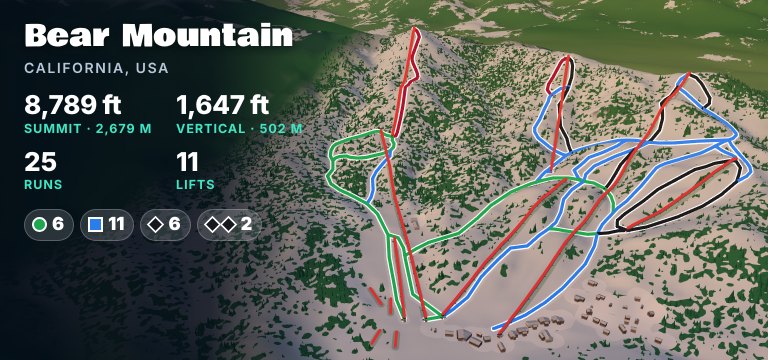 Bear Mountain
CALIFORNIA, USA
8,789 ft
SUMMIT · 2,679 M
1,647 ft
VERTICAL · 502 M
25
RUNS
11
LIFTS
6
11
6
2